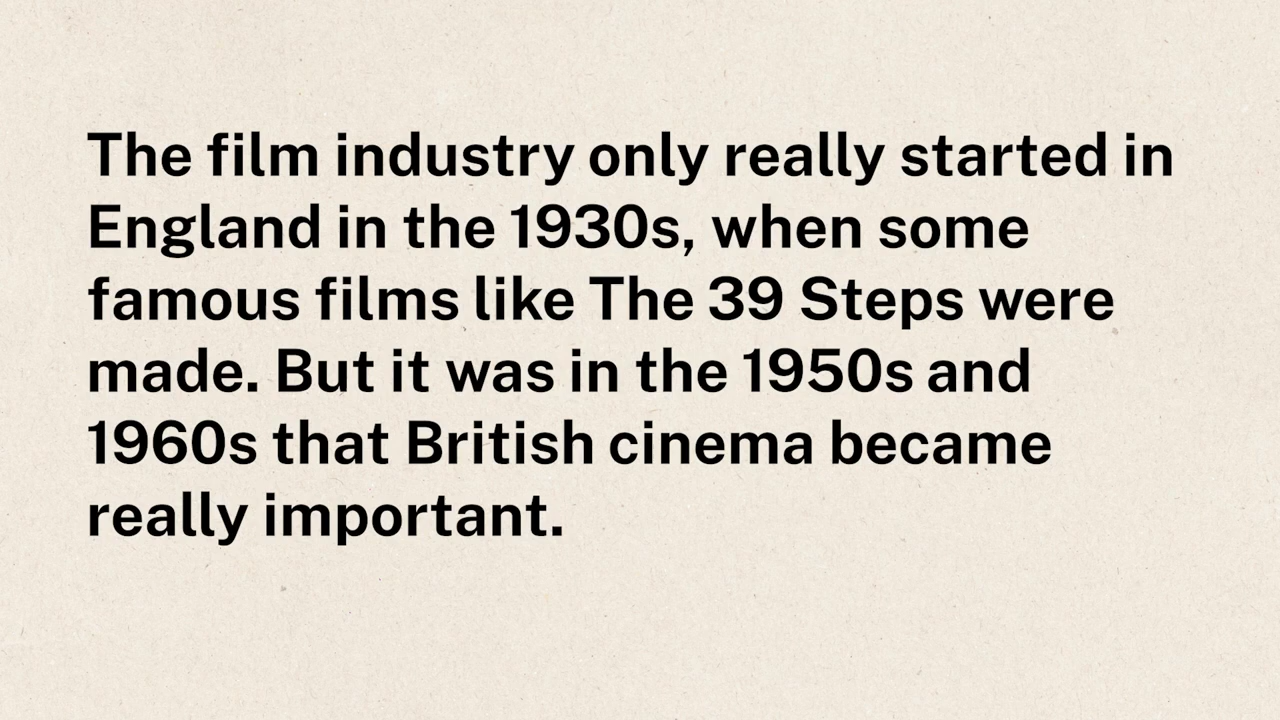 The film industry only really started in
England in the 1930s, when some
famous films like The 39 Steps were
made. But it was in the 1950s and
1960s that British cinema became
really important.